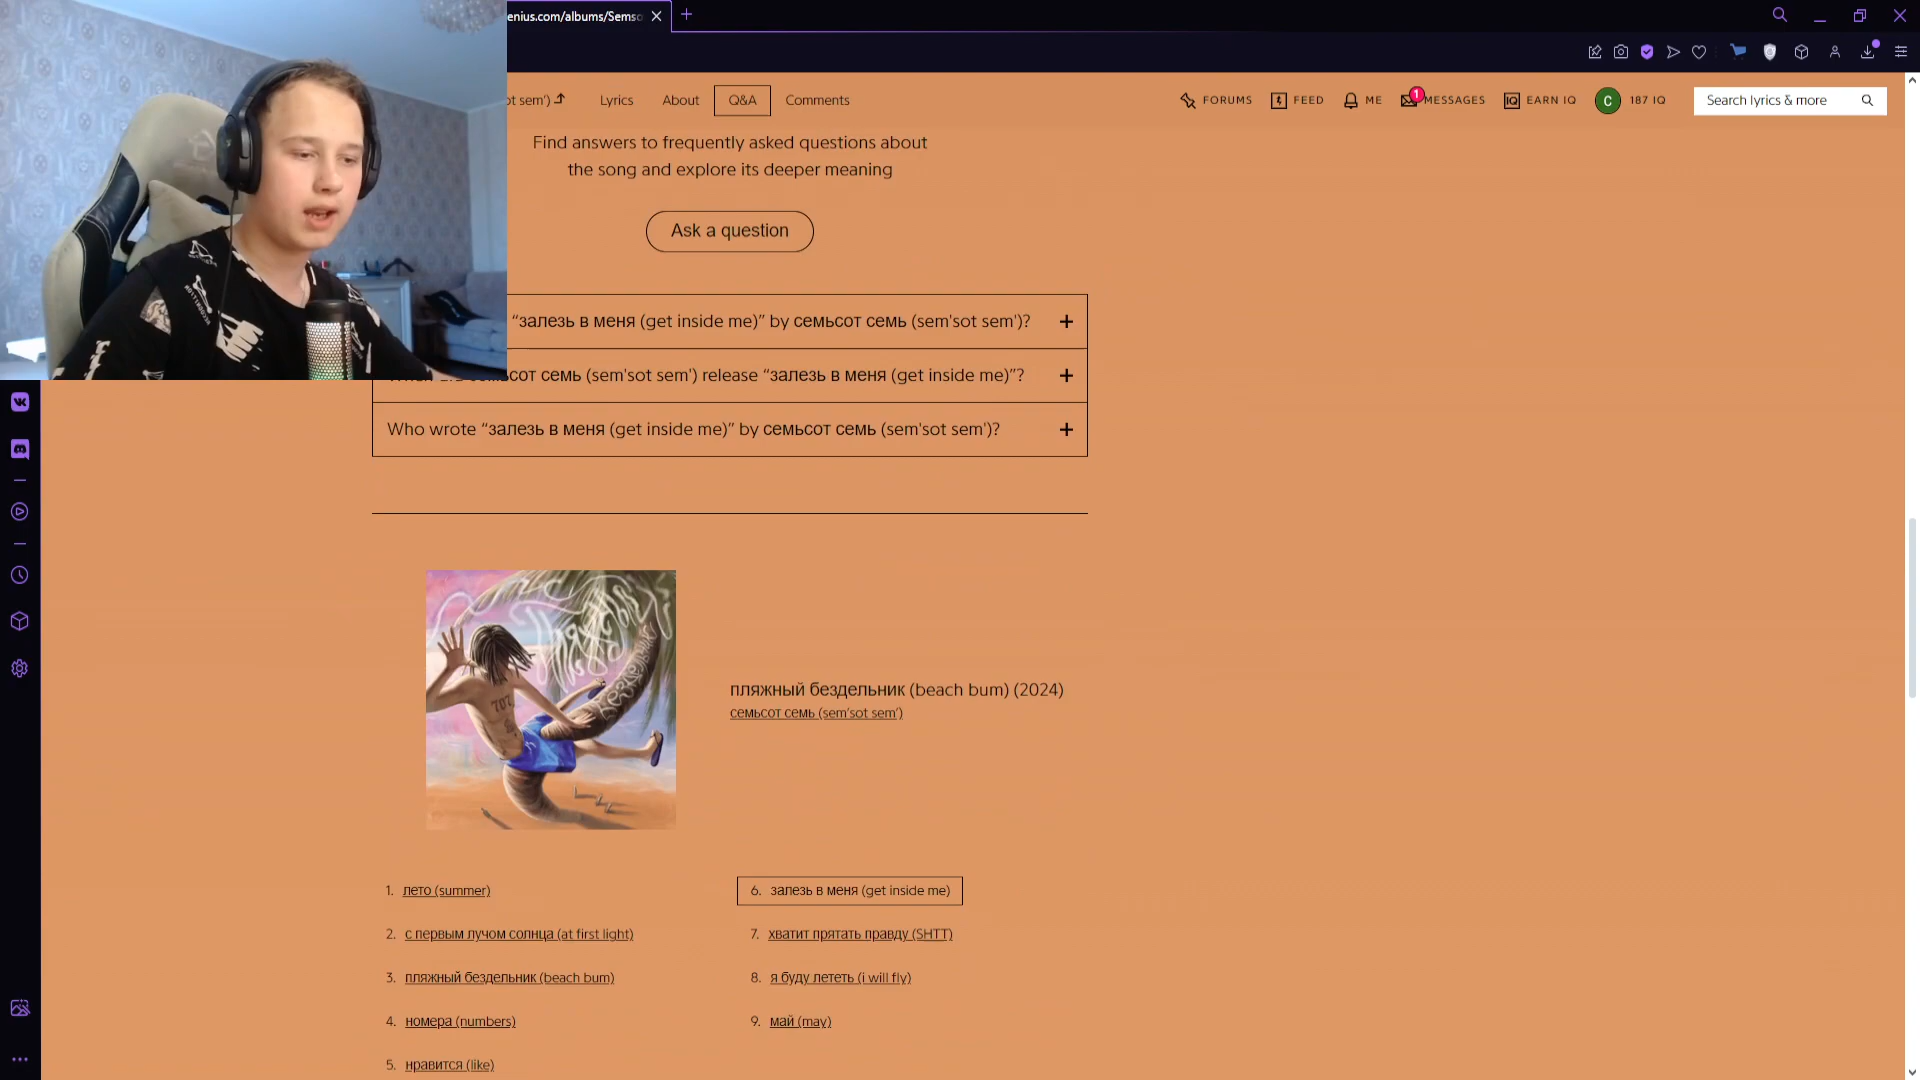 enius.com/albums/Semso
ot sem')
Lyrics
About
Q&A
Comments
FORUMS
FEED
ME
1
MESSAGES
EARN IQ
C
187 IQ
Search lyrics & more
Find answers to frequently asked questions about
the song and explore its deeper meaning
Ask a question
“залезь в меня (get inside me)” by семьсот семь (sem'sot sem')?
сот семь (sem'sot sem') release “залезь в меня (get inside me)”?
Who wrote “залезь в меня (get inside me)” by семьсот семь (sem'sot sem')?
707
пляжный бездельник (beach bum) (2024)
семьсот семь (sem'sot sem')
1. лето (summer)
2. с первым лучом солнца (at first light)
3. пляжный бездельник (beach bum)
4. номера (numbers)
5. нравится (like)
6. залезь в меня (get inside me)
7. хватит прятать правду (SHTT)
8. я буду лететь (i will fly)
9. май (may)